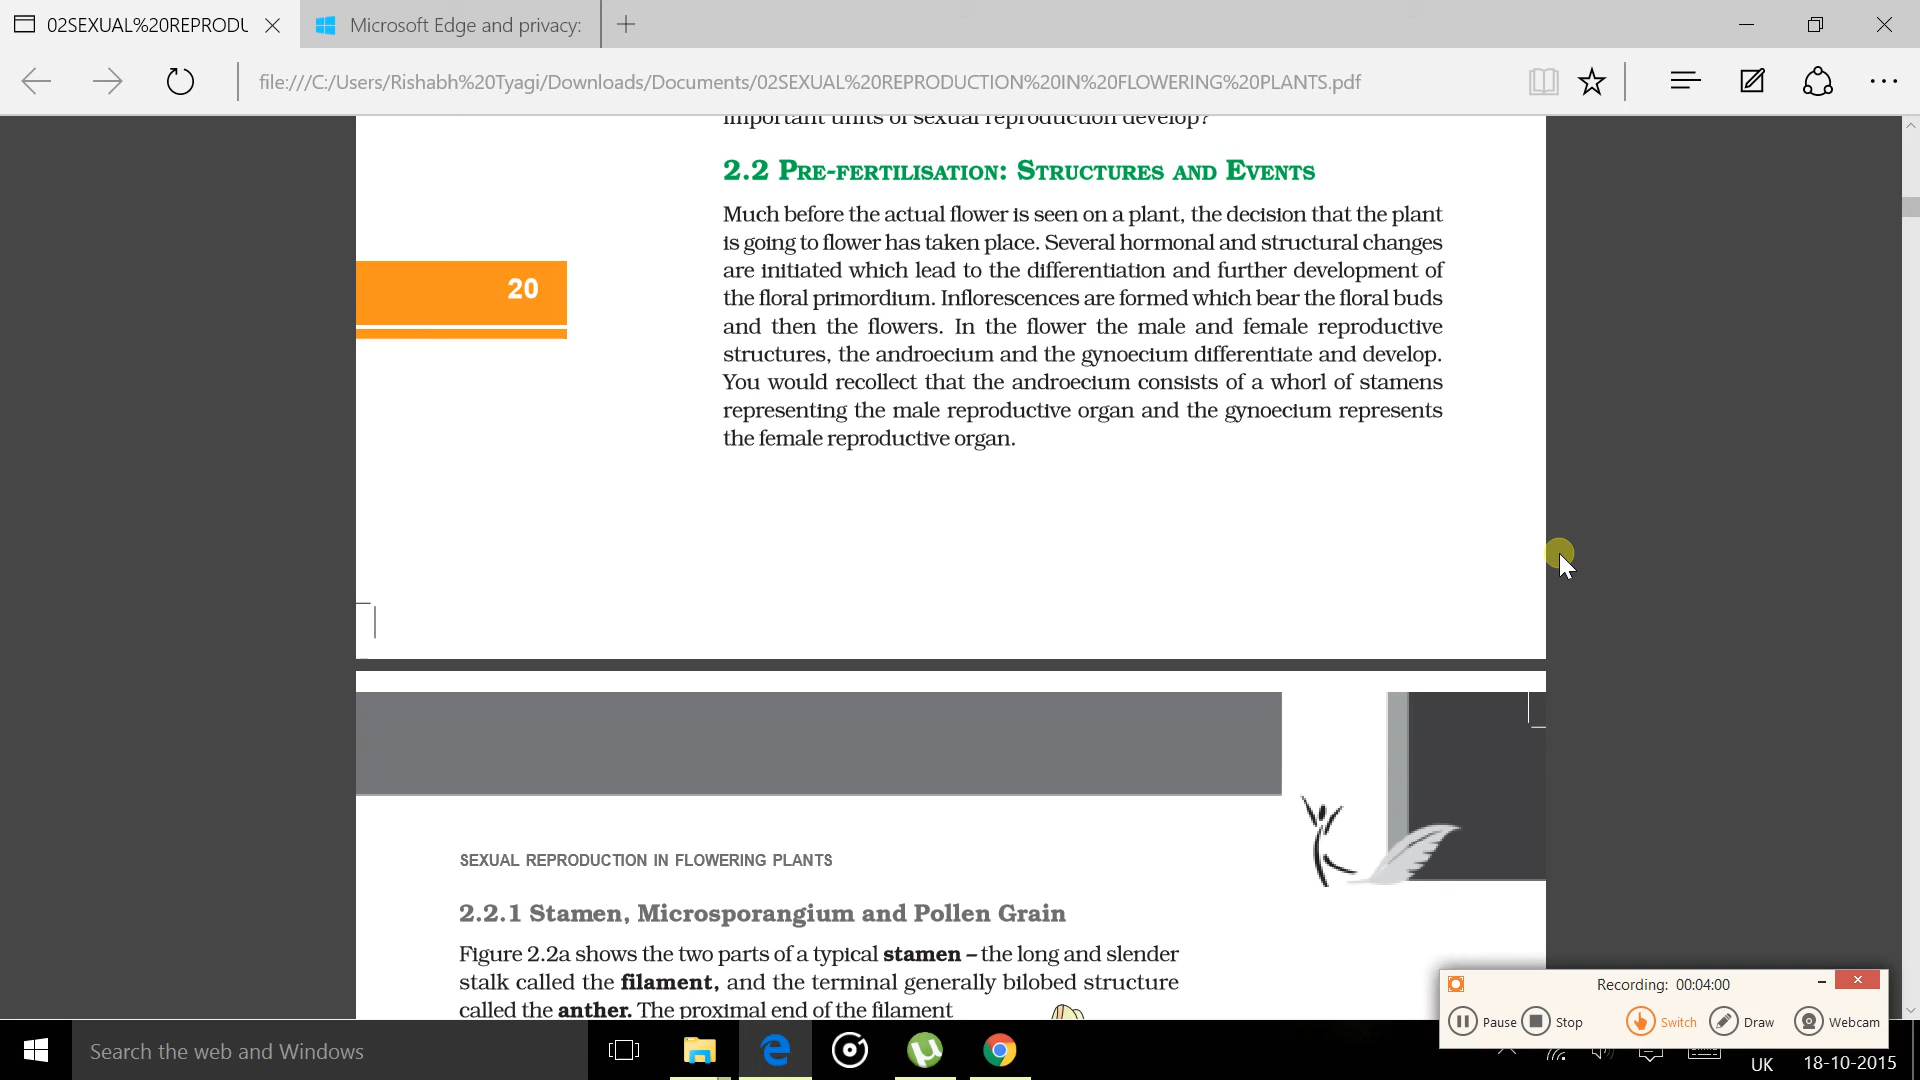 02SEXUAL%20REPRODU
Microsoft Edge and privacy:
file:///C:/Users/Rishabh%20Tyagi/Downloads/Documents/02SEXUAL%20REPRODUCTION%20IN%20FLOWERING%20PLANTS.pdf
important units of sexual reproduction develop?
2.2 PRE-FERTILISATION: STRUCTURES AND EVENTS
Much before the actual flower is seen on a plant, the decision that the plant
is going to flower has taken place. Several hormonal and structural changes
are initiated which lead to the differentiation and further development of
the floral primordium. Inflorescences are formed which bear the floral buds
and then the flowers. In the flower the male and female reproductive
structures, the androecium and the gynoecium differentiate and develop.
You would recollect that the androecium consists of a whorl of stamens
representing the male reproductive organ and the gynoecium represents
the female reproductive organ.
20
SEXUAL REPRODUCTION IN FLOWERING PLANTS
2.2.1 Stamen, Microsporangium and Pollen Grain
Figure 2.2a shows the two parts of a typical stamen – the long and slender
stalk called the filament, and the terminal generally bilobed structure
called the anther. The proximal end of the filament
Recording: 00:04:00
Pause Stop Switch Draw Webcam
Search the web and Windows
UK
18-10-2015